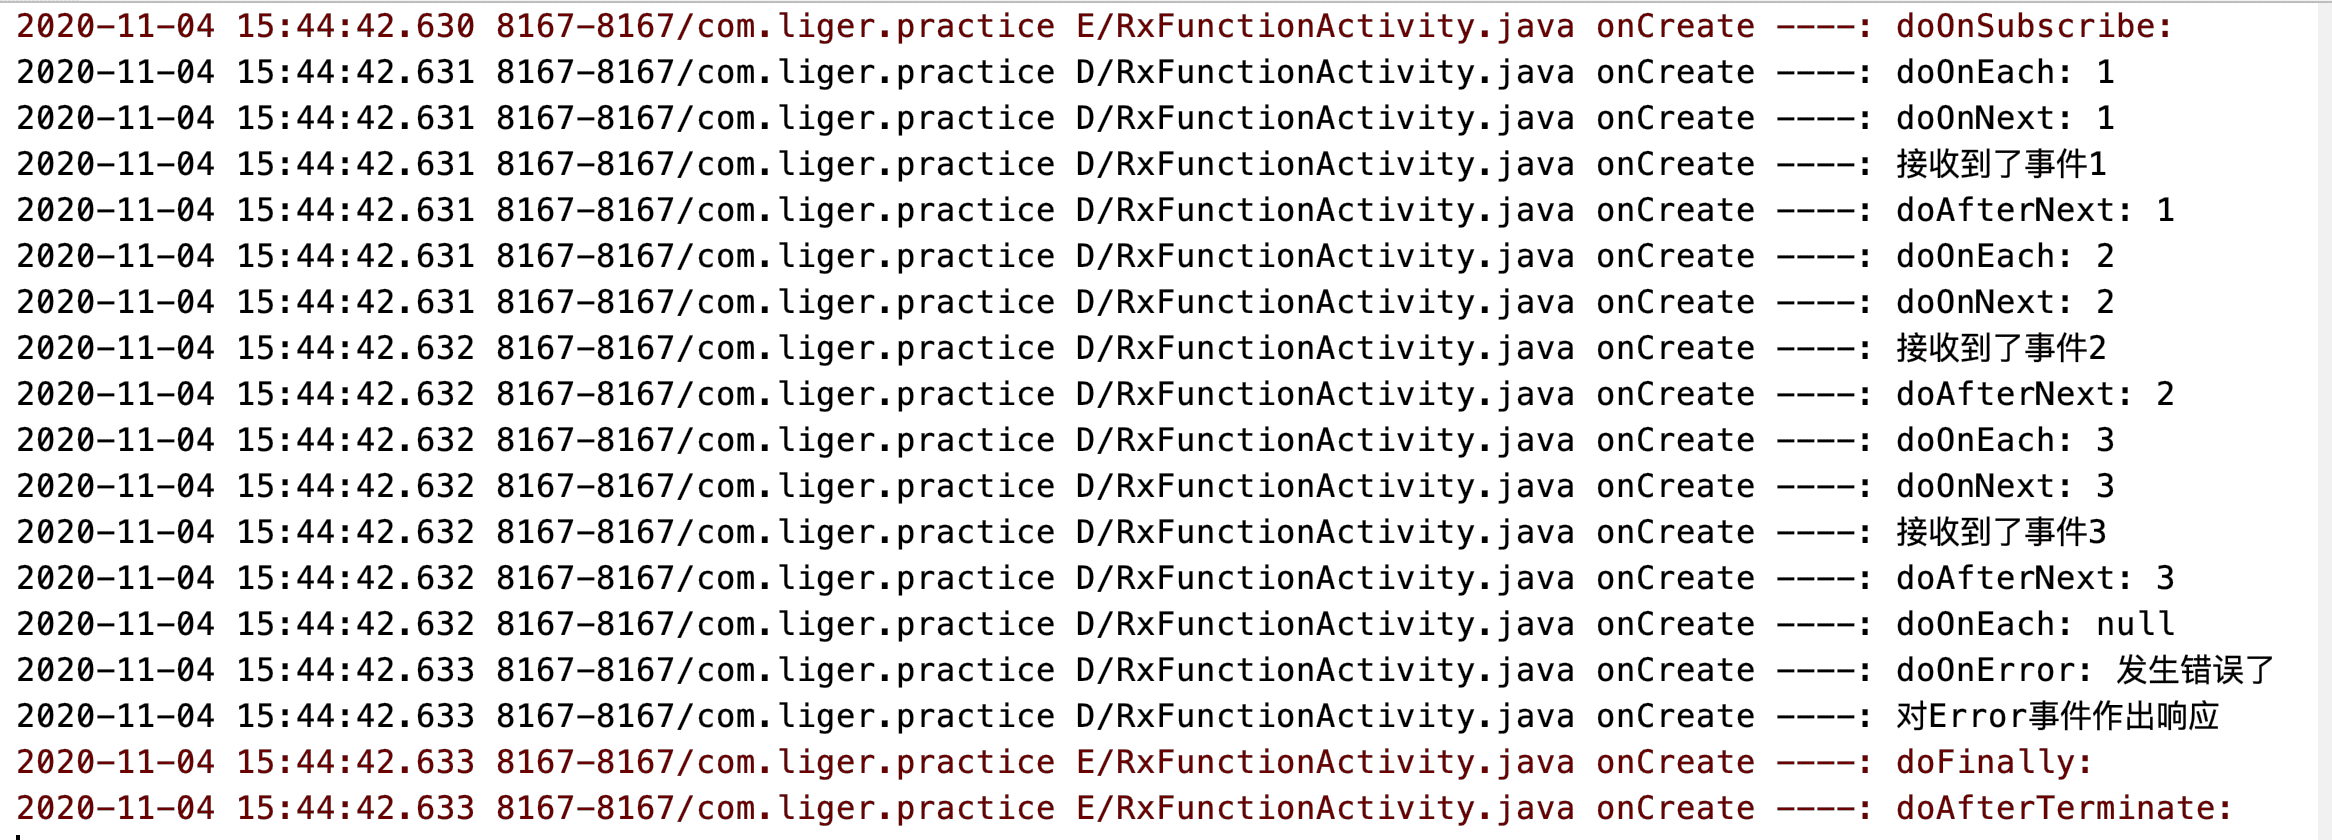 2020-11-04 15:44:42.630 8167-8167/com.liger.practice E/RxFunctionActivity.java onCreate ----: doOnSubscribe:
2020-11-04 15:44:42.631 8167-8167/com.liger.practice D/RxFunctionActivity.java onCreate ----: doOnEach: 1
2020-11-04 15:44:42.631 8167-8167/com.liger.practice D/RxFunctionActivity.java onCreate ----: doOnNext: 1
2020-11-04 15:44:42.631 8167-8167/com.liger.practice D/RxFunctionActivity.java onCreate ----: 接收到了事件1
2020-11-04 15:44:42.631 8167-8167/com.liger.practice D/RxFunctionActivity.java onCreate ----: doAfterNext: 1
2020-11-04 15:44:42.631 8167-8167/com.liger.practice D/RxFunctionActivity.java onCreate ----: doOnEach: 2
2020-11-04 15:44:42.631 8167-8167/com.liger.practice D/RxFunctionActivity.java onCreate ----: doOnNext: 2
2020-11-04 15:44:42.632 8167-8167/com.liger.practice D/RxFunctionActivity.java onCreate ----: 接收到了事件2
2020-11-04 15:44:42.632 8167-8167/com.liger.practice D/RxFunctionActivity.java onCreate ----: doAfterNext: 2
2020-11-04 15:44:42.632 8167-8167/com.liger.practice D/RxFunctionActivity.java onCreate ----: doOnEach: 3
2020-11-04 15:44:42.632 8167-8167/com.liger.practice D/RxFunctionActivity.java onCreate ----: doOnNext: 3
2020-11-04 15:44:42.632 8167-8167/com.liger.practice D/RxFunctionActivity.java onCreate ----: 接收到了事件3
2020-11-04 15:44:42.632 8167-8167/com.liger.practice D/RxFunctionActivity.java onCreate ----: doAfterNext: 3
2020-11-04 15:44:42.632 8167-8167/com.liger.practice D/RxFunctionActivity.java onCreate ----: doOnEach: null
2020-11-04 15:44:42.633 8167-8167/com.liger.practice D/RxFunctionActivity.java onCreate ----: doOnError: 发生错误了
2020-11-04 15:44:42.633 8167-8167/com.liger.practice D/RxFunctionActivity.java onCreate ----: 对Error事件作出响应
2020-11-04 15:44:42.633 8167-8167/com.liger.practice E/RxFunctionActivity.java onCreate ----: doFinally:
2020-11-04 15:44:42.633 8167-8167/com.liger.practice E/RxFunctionActivity.java onCreate ----: doAfterTerminate: